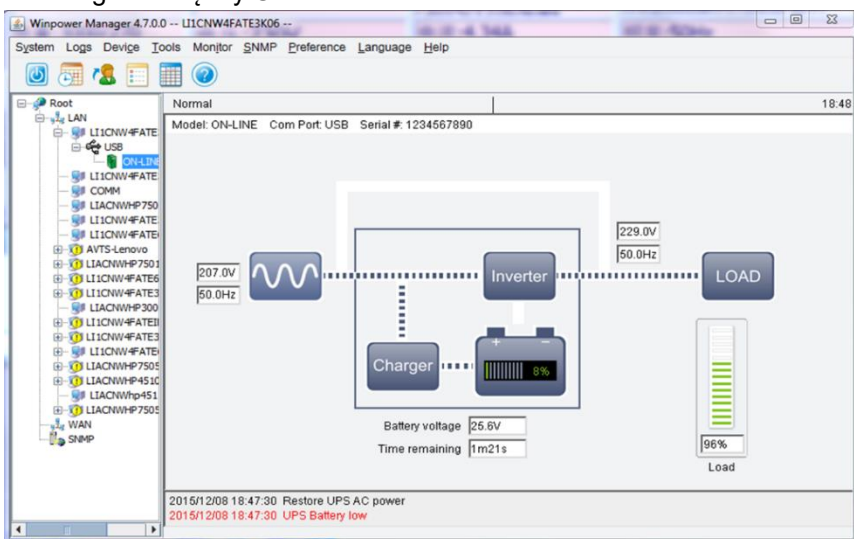 Winpower Manager 4.7.0.0 -- LI1CNW4FATE3K06 --
System Logs Device Tools Monitor SNMP Preference Language Help
Root
LAN
LI1CNW4FATE
USB
ON-LINE
LI1CNW4FATE
COMM
LIACNWHP750
LI1CNW4FATE
LI1CNW4FATE
AVTS-Lenovo
LIACNWHP7501
LI1CNW4FATE6
LI1CNW4FATE3
LIACNWHP300
LI1CNW4FATEII
LI1CNW4FATE3
LI1CNW4FATE
LIACNWHP7505
LIACNWHP4510
LIACNWhp451
LIACNWHP7505
WAN
SNMP
Normal 18:48
Model: ON-LINE Com Port: USB Serial #: 1234567890
207.0V
50.0Hz
Inverter
229.0V
50.0Hz
LOAD
Charger
+ −
8%
Battery voltage 25.6V
Time remaining 1m21s
96%
Load
2015/12/08 18:47:30 Restore UPS AC power
2015/12/08 18:47:30 UPS Battery low